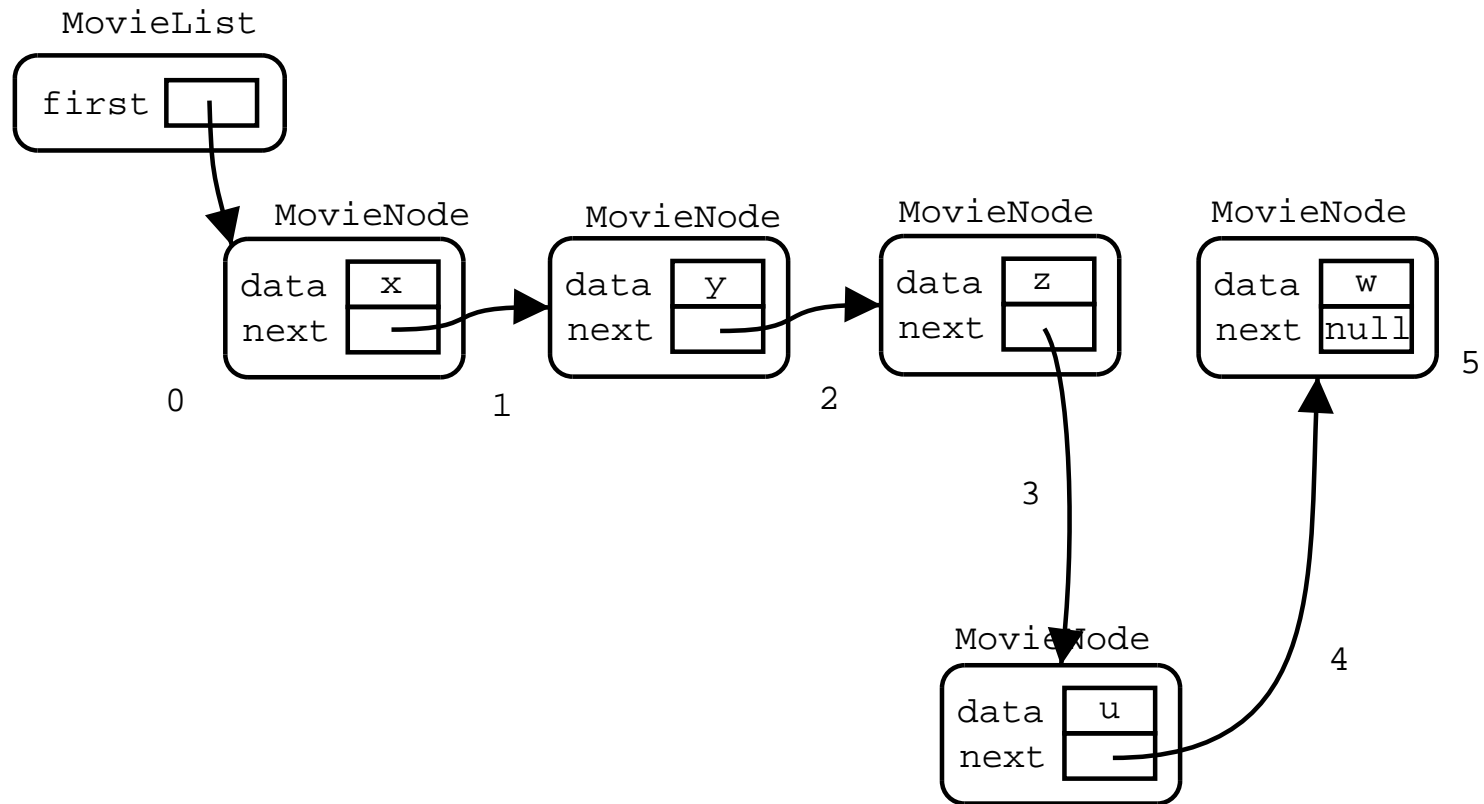 MovieList
first
MovieNode
data x
next
MovieNode
data y
next
MovieNode
data z
next
MovieNode
data w
next null
0
1
2
3
4
5
MovieNode
data u
next